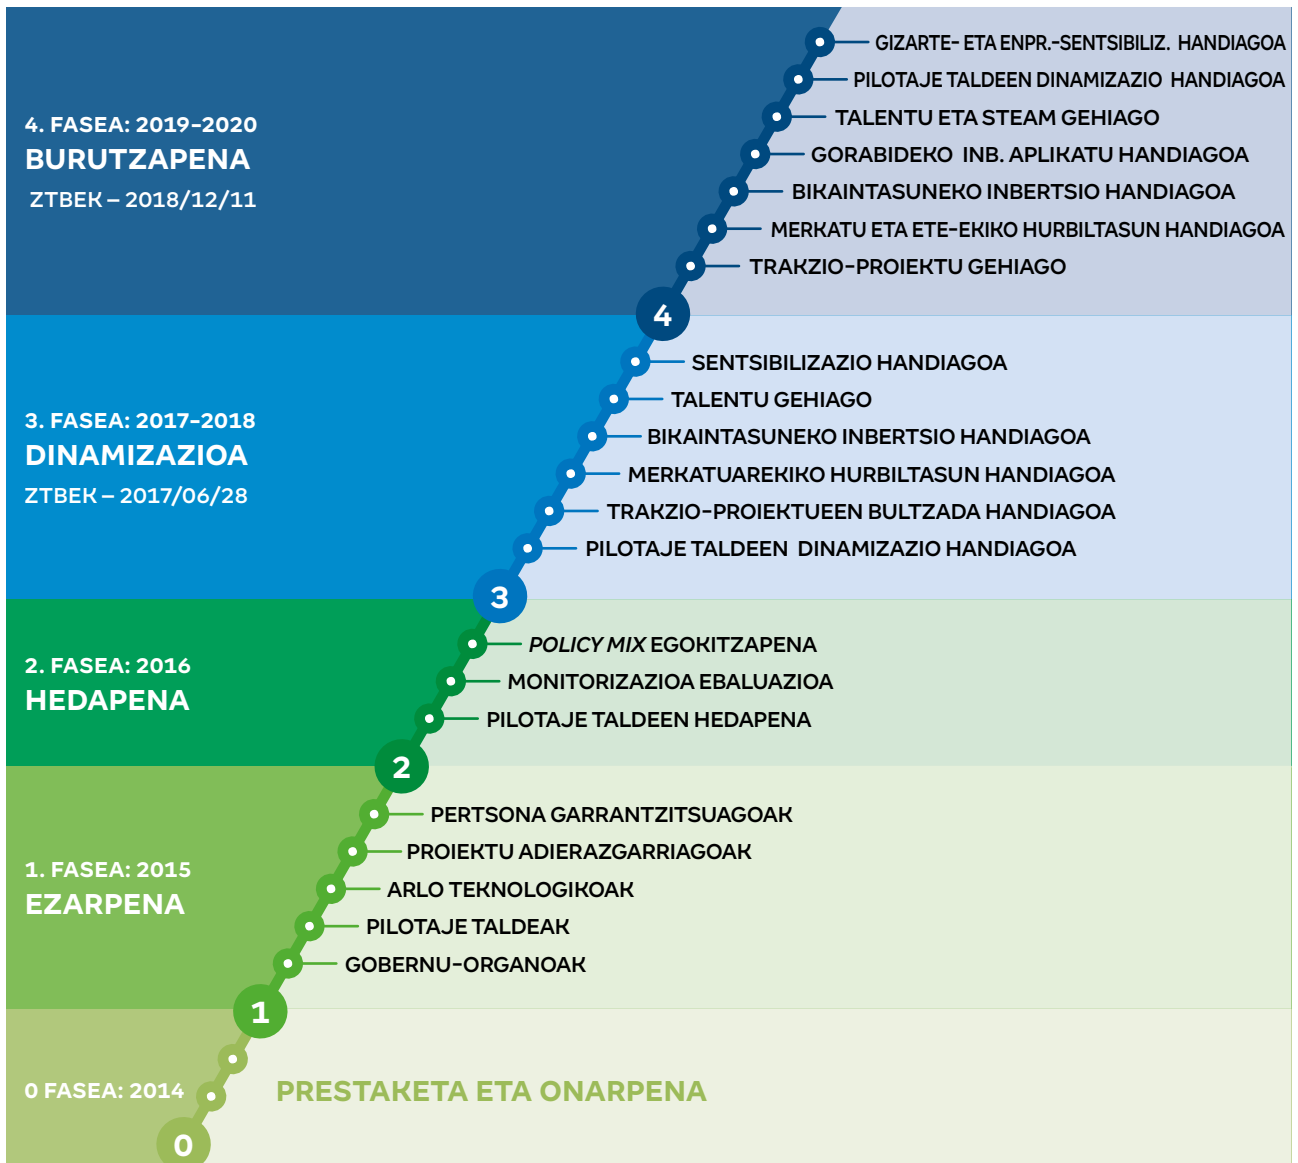 GIZARTE- ETA ENPR.-SENTSIBILIZ. HANDIAGOA
PILOTAJE TALDEEN DINAMIZAZIO HANDIAGOA
TALENTU ETA STEAM GEHIAGO
GORABIDEKO INB. APLIKATU HANDIAGOA
BIKAINTASUNEKO INBERTSIO HANDIAGOA
MERKATU ETA ETE-EKIKO HURBILTASUN HANDIAGOA
TRAKZIO-PROIEKTU GEHIAGO
4. FASEA: 2019-2020
BURUTZAPENA
ZTBEK – 2018/12/11
4
SENTSIBILIZAZIO HANDIAGOA
TALENTU GEHIAGO
BIKAINTASUNEKO INBERTSIO HANDIAGOA
MERKATUAREKIKO HURBILTASUN HANDIAGOA
TRAKZIO-PROIEKTUEEN BULTZADA HANDIAGOA
PILOTAJE TALDEEN DINAMIZAZIO HANDIAGOA
3. FASEA: 2017-2018
DINAMIZAZIOA
ZTBEK – 2017/06/28
3
POLICY MIX EGOKITZAPENA
MONITORIZAZIOA EBALUAZIOA
PILOTAJE TALDEEN HEDAPENA
2. FASEA: 2016
HEDAPENA
2
PERTSONA GARRANTZITSUAGOAK
PROIEKTU ADIERAZGARRIAGOAK
ARLO TEKNOLOGIKOAK
PILOTAJE TALDEAK
GOBERNU-ORGANOAK
1. FASEA: 2015
EZARPENA
1
0 FASEA: 2014
PRESTAKETA ETA ONARPENA
0